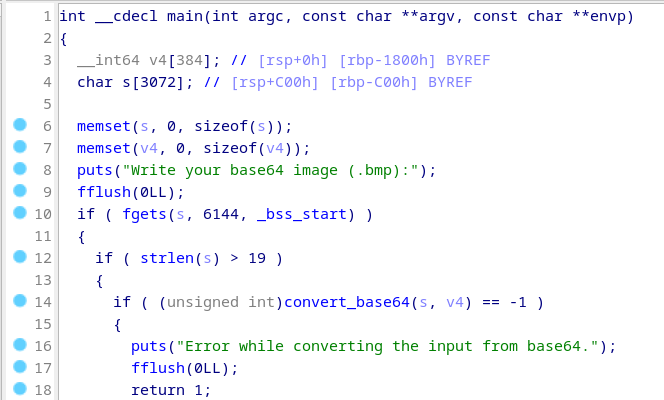 1 int __cdecl main(int argc, const char **argv, const char **envp)
2 {
3   __int64 v4[384]; // [rsp+0h] [rbp-1800h] BYREF
4   char s[3072]; // [rsp+C00h] [rbp-C00h] BYREF
5
6   memset(s, 0, sizeof(s));
7   memset(v4, 0, sizeof(v4));
8   puts("Write your base64 image (.bmp):");
9   fflush(0LL);
10   if ( fgets(s, 6144, _bss_start) )
11   {
12     if ( strlen(s) > 19 )
13     {
14       if ( (unsigned int)convert_base64(s, v4) == -1 )
15       {
16         puts("Error while converting the input from base64.");
17         fflush(0LL);
18         return 1;